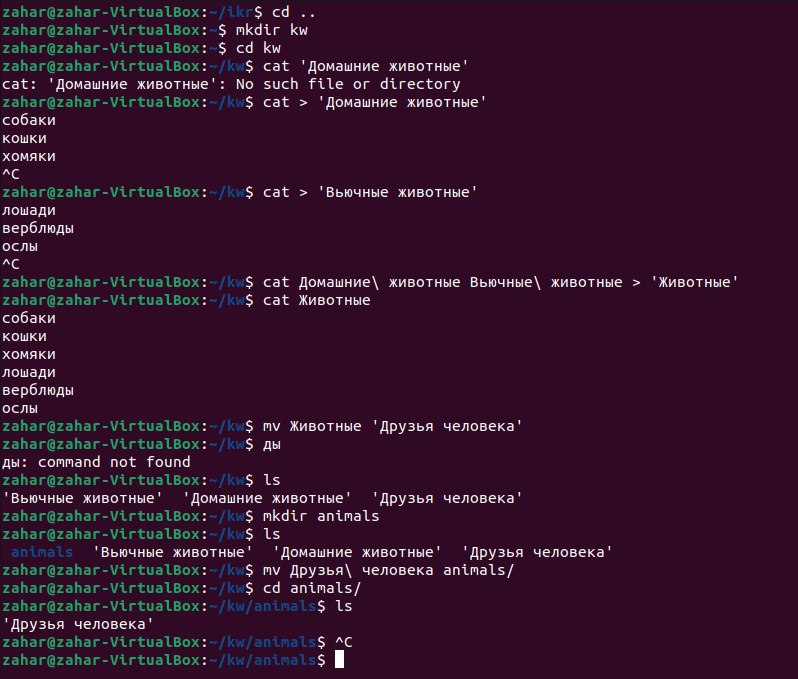 zahar@zahar-VirtualBox:~/ikr$ cd ..
zahar@zahar-VirtualBox:~$ mkdir kw
zahar@zahar-VirtualBox:~$ cd kw
zahar@zahar-VirtualBox:~/kw$ cat 'Домашние животные'
cat: 'Домашние животные': No such file or directory
zahar@zahar-VirtualBox:~/kw$ cat > 'Домашние животные'
собаки
кошки
хомяки
^C
zahar@zahar-VirtualBox:~/kw$ cat > 'Вьючные животные'
лошади
верблюды
ослы
^C
zahar@zahar-VirtualBox:~/kw$ cat Домашние\ животные Вьючные\ животные > 'Животные'
zahar@zahar-VirtualBox:~/kw$ cat Животные
собаки
кошки
хомяки
лошади
верблюды
ослы
zahar@zahar-VirtualBox:~/kw$ mv Животные 'Друзья человека'
zahar@zahar-VirtualBox:~/kw$ ды
ды: command not found
zahar@zahar-VirtualBox:~/kw$ ls
'Вьючные животные'  'Домашние животные'  'Друзья человека'
zahar@zahar-VirtualBox:~/kw$ mkdir animals
zahar@zahar-VirtualBox:~/kw$ ls
animals  'Вьючные животные'  'Домашние животные'  'Друзья человека'
zahar@zahar-VirtualBox:~/kw$ mv Друзья\ человека animals/
zahar@zahar-VirtualBox:~/kw$ cd animals/
zahar@zahar-VirtualBox:~/kw/animals$ ls
'Друзья человека'
zahar@zahar-VirtualBox:~/kw/animals$ ^C
zahar@zahar-VirtualBox:~/kw/animals$